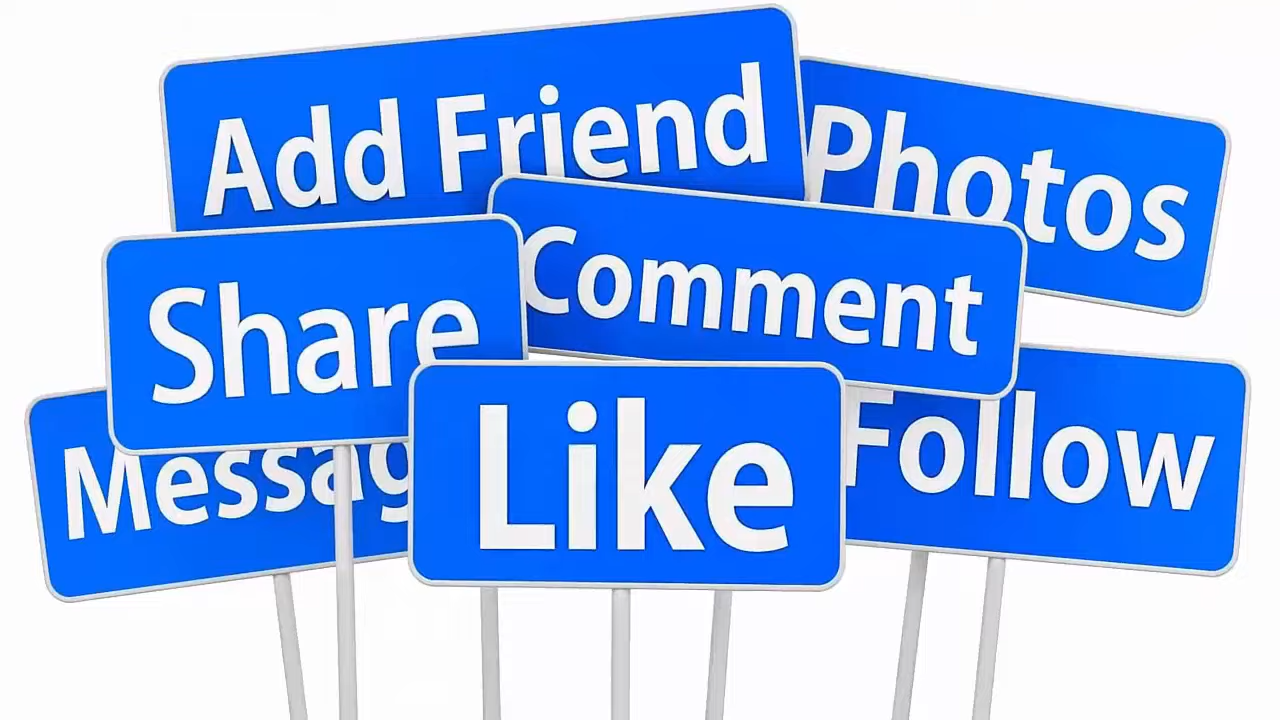 Add Friend
Photos
Comment
Share
Messag
Like
Follow